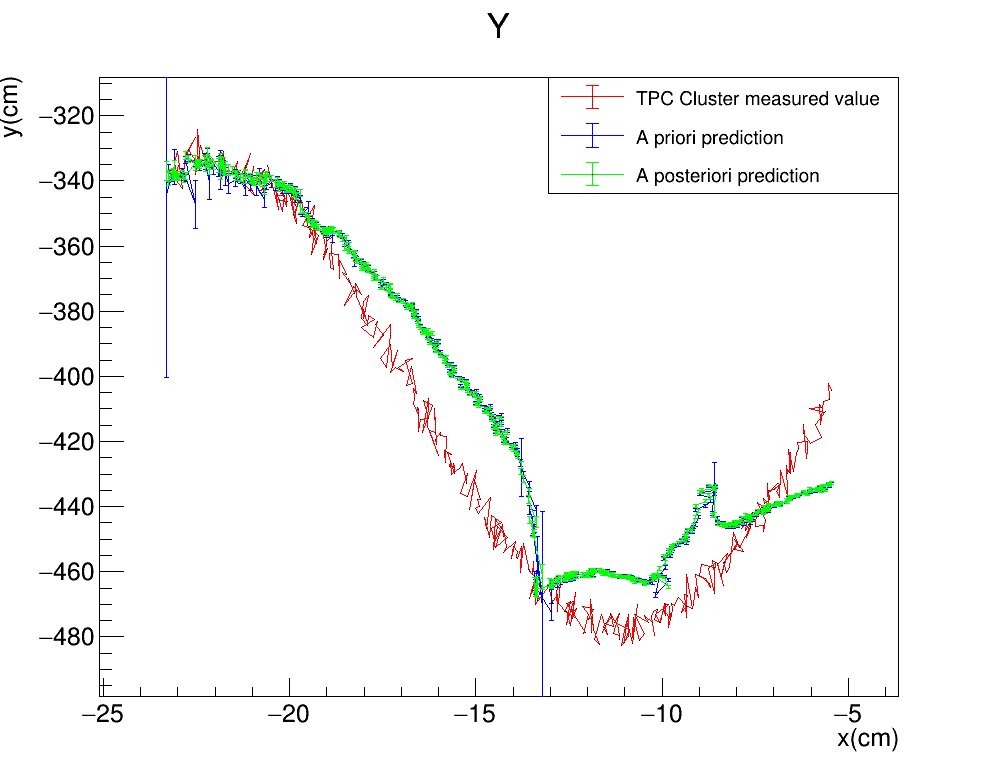 Y
y(cm)
TPC Cluster measured value
A priori prediction
A posteriori prediction
−320
−340
−360
−380
−400
−420
−440
−460
−480
−25 −20 −15 −10 −5
x(cm)